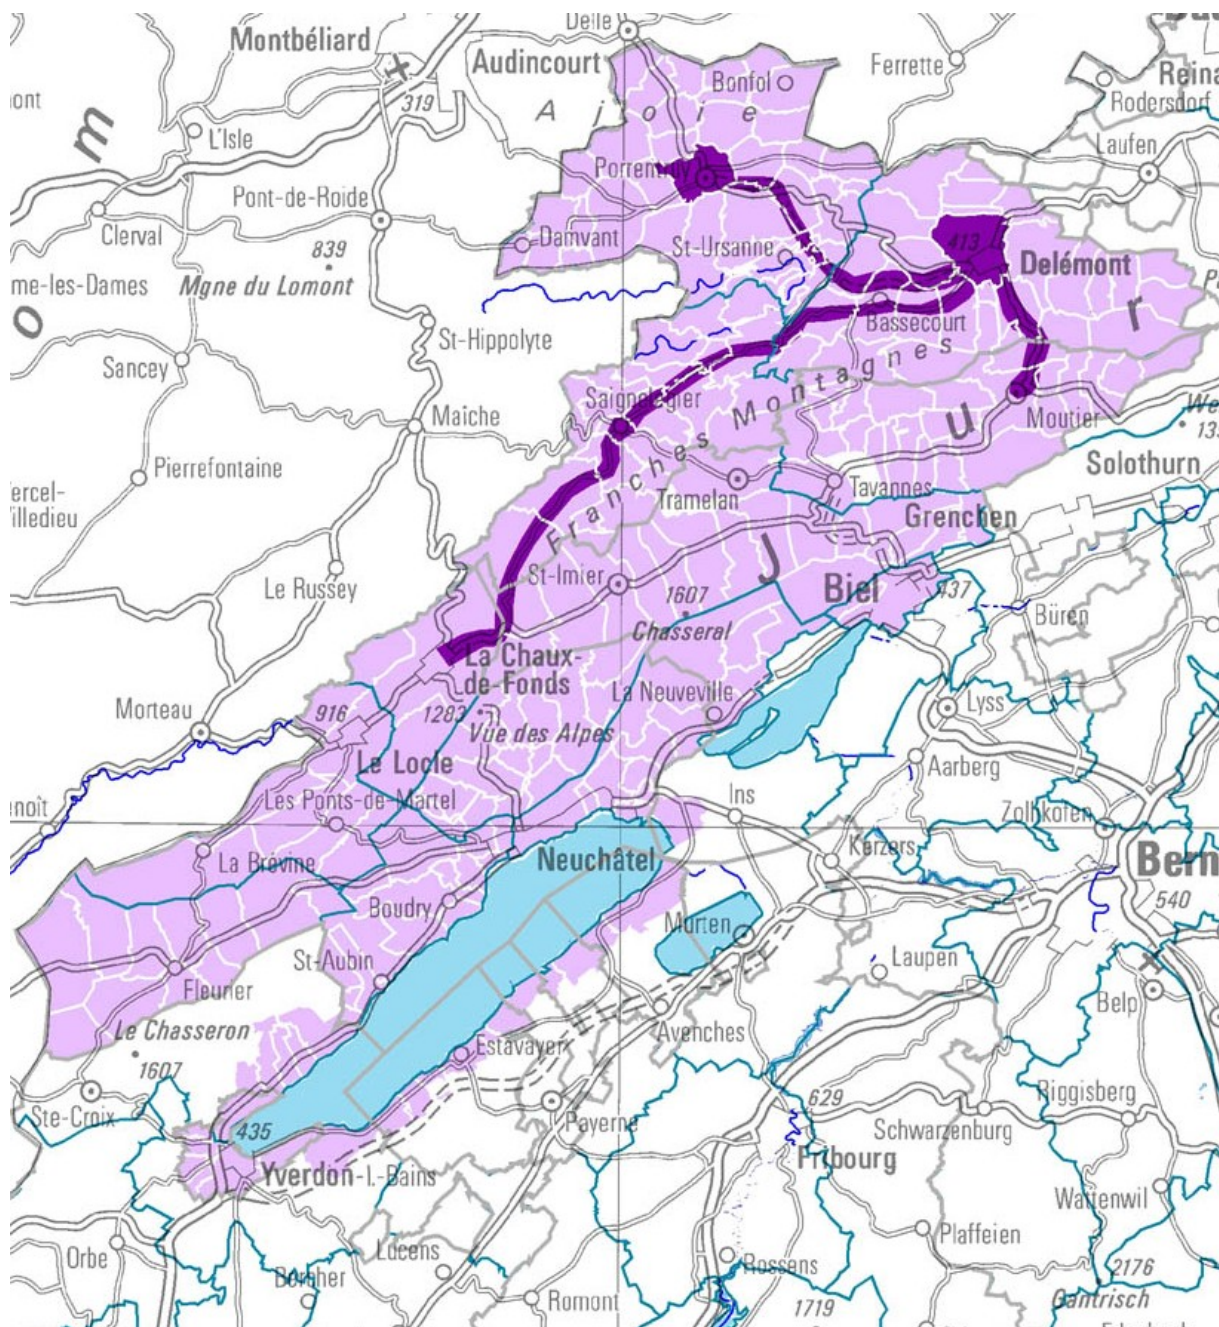 Delle
Montbéliard
Audincourt
Ferrette
Bonfol
Reina
Rodersdorf
ont
319
Ajoie
m
L'Isle
Laufen
Porrentruy
Pont-de-Roide
Clerval
Damvant
St-Ursanne
413
Delémont
839
Mgne du Lomont
me-les-Dames
o
r
Bassecourt
St-Hippolyte
Sancey
Saignelégier
Franches Montagnes
Maîche
u
Moutier
We
Pierrefontaine
Solothurn
ercel-
illedieu
Tramelan
Tavannes
Grenchen
J
Le Russey
St-Imier
1607
Biel
437
Büren
Chasseral
La Chaux-
de-Fonds
La Neuveville
Morteau
916
1283
Vue des Alpes
Lyss
Le Locle
Aarberg
enoît
Les Ponts-de-Martel
Ins
Zollikofen
La Brévine
Neuchâtel
Kerzers
Bern
Boudry
540
Murten
St-Aubin
Laupen
Fleurier
Belp
Le Chasseron
Avenches
1607
Estavayer
Ste-Croix
629
Riggisberg
435
Payerne
Schwarzenburg
Yverdon-l.-Bains
Fribourg
Wattenwil
Plaffeien
Orbe
Lucens
Rossens
2176
Gantrisch
Romont
1719